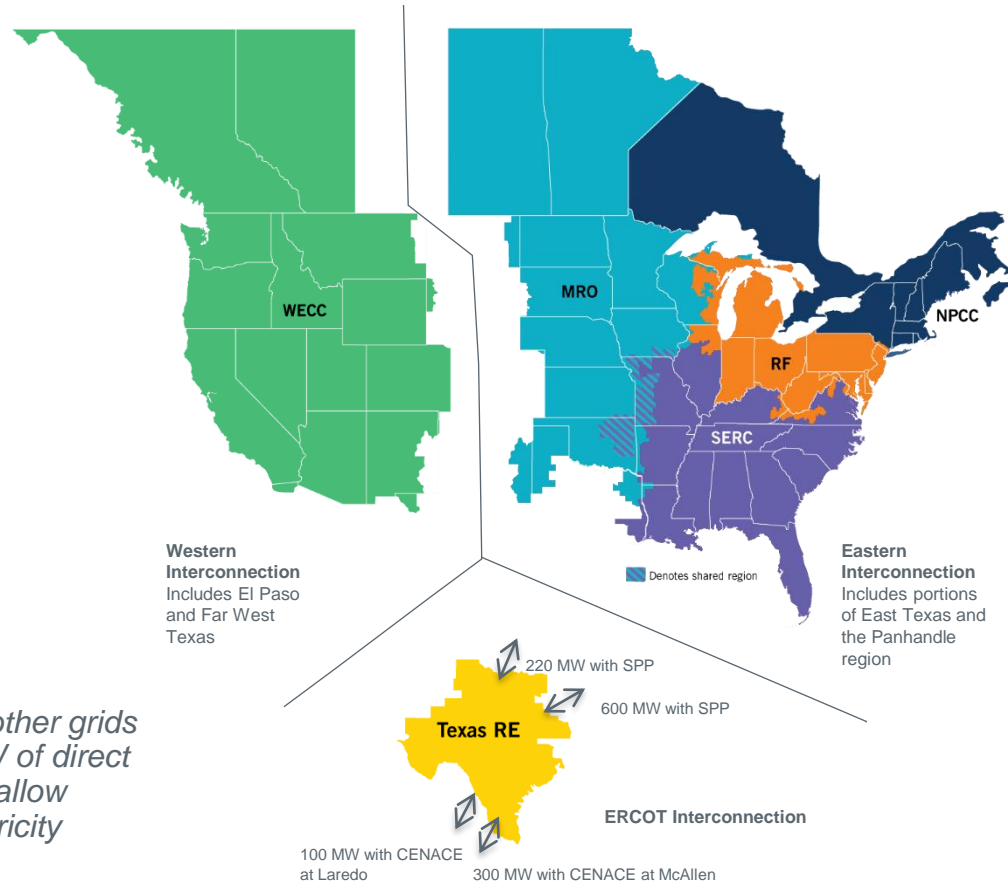 WECC
MRO
NPCC
RF
SERC
Western
Interconnection
Includes El Paso
and Far West
Texas
Denotes shared region
Eastern
Interconnection
Includes portions
of East Texas and
the Panhandle
region
220 MW with SPP
600 MW with SPP
Texas RE
other grids
of direct
allow
ERCOT Interconnection
100 MW with CENACE
at Laredo
300 MW with CENACE at McAllen